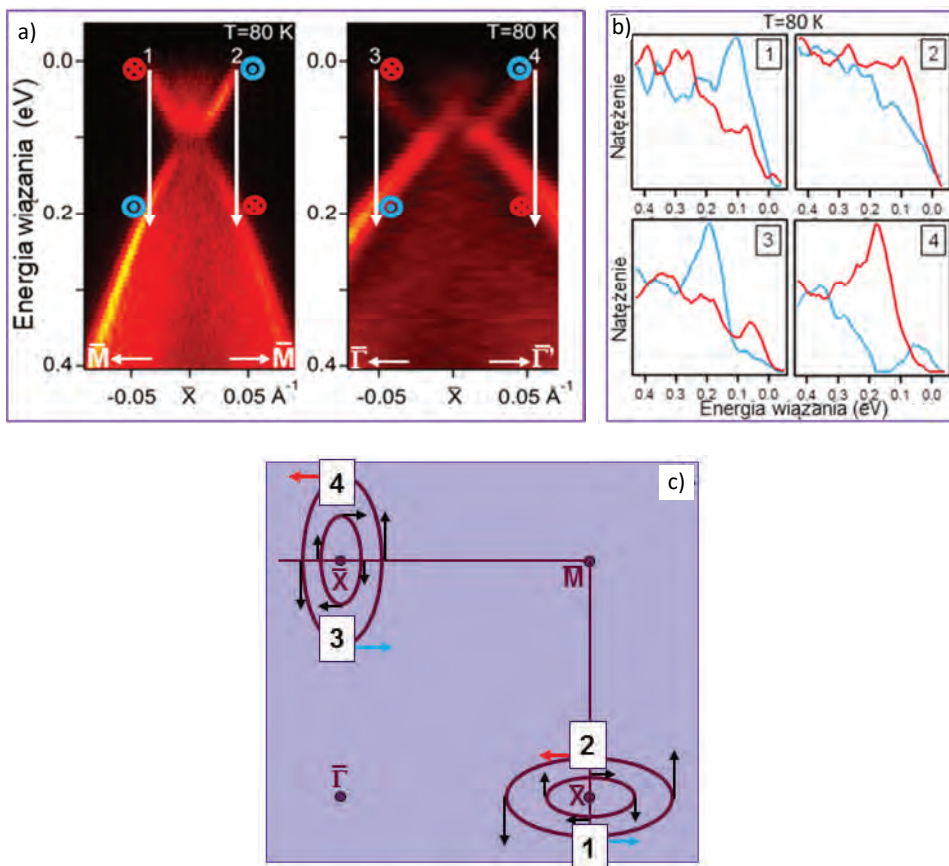 a)
T=80 K
T=80 K
1 2
3 4
Energia wiązania (eV)
0.0
0.2
0.4
0.0
0.2
0.4
M̄ M̄
Γ̄ Γ̄'
-0.05 X̄ 0.05 Å⁻¹
-0.05 X̄ 0.05 Å⁻¹
b)
T=80 K
Natężenie
1
2
0.4 0.3 0.2 0.1 0.0
0.4 0.3 0.2 0.1 0.0
Natężenie
3
4
0.4 0.3 0.2 0.1 0.0
0.4 0.3 0.2 0.1 0.0
Energia wiązania (eV)
c)
4
X̄
M̄
3
2
Γ̄
X̄
1